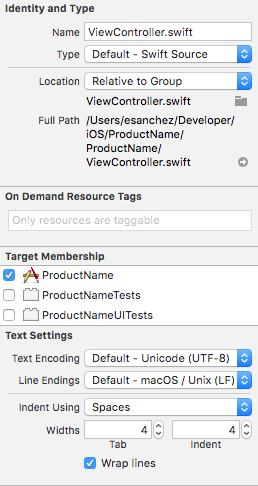 Identity and Type
Name ViewController.swift
Type Default - Swift Source
Location Relative to Group
ViewController.swift
Full Path /Users/esanchez/Developer/
iOS/ProductName/
ProductName/
ViewController.swift
On Demand Resource Tags
Only resources are taggable
Target Membership
ProductName
ProductNameTests
ProductNameUITests
Text Settings
Text Encoding Default - Unicode (UTF-8)
Line Endings Default - macOS / Unix (LF)
Indent Using Spaces
Widths 4 4
Tab Indent
Wrap lines